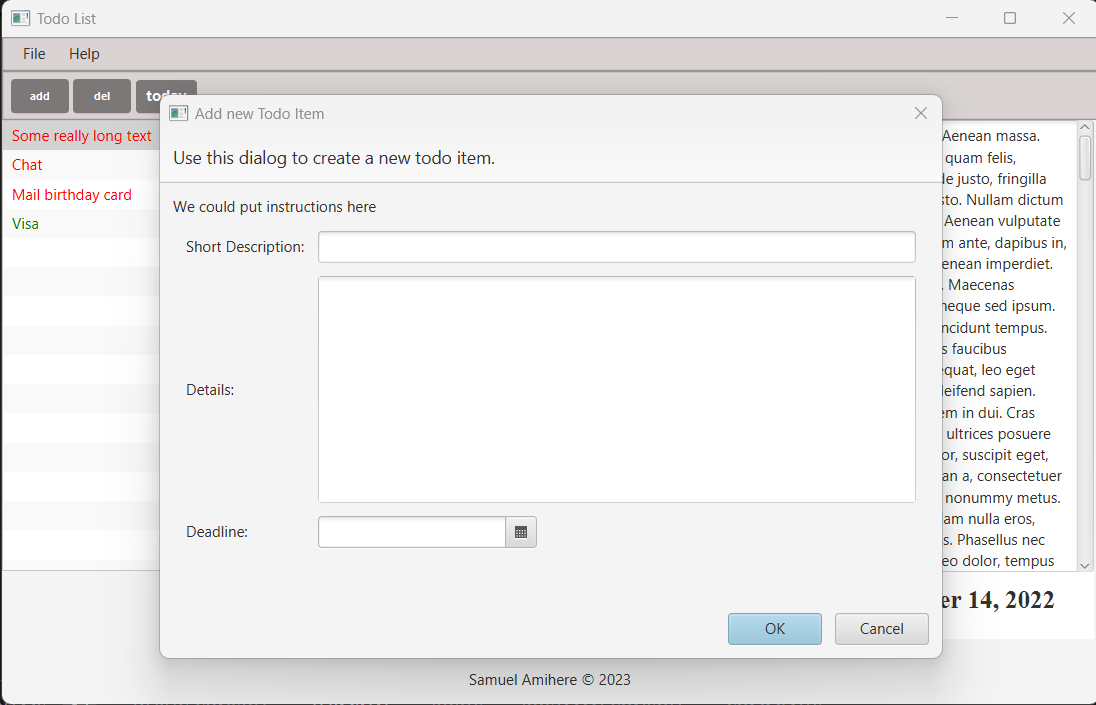 Todo List
File Help
add del today
Add new Todo Item
Use this dialog to create a new todo item.
We could put instructions here
Short Description:
Details:
Deadline:
OK Cancel
Some really long text
Chat
Mail birthday card
Visa
Aenean massa.
quam felis,
de justo, fringilla
sto. Nullam dictum
Aenean vulputate
m ante, dapibus in,
enean imperdiet.
. Maecenas
neque sed ipsum.
ncidunt tempus.
s faucibus
equat, leo eget
leifend sapien.
em in dui. Cras
ultrices posuere
or, suscipit eget,
an a, consectetuer
nonummy metus.
am nulla eros,
s. Phasellus nec
eo dolor, tempus
er 14, 2022
Samuel Amihere © 2023